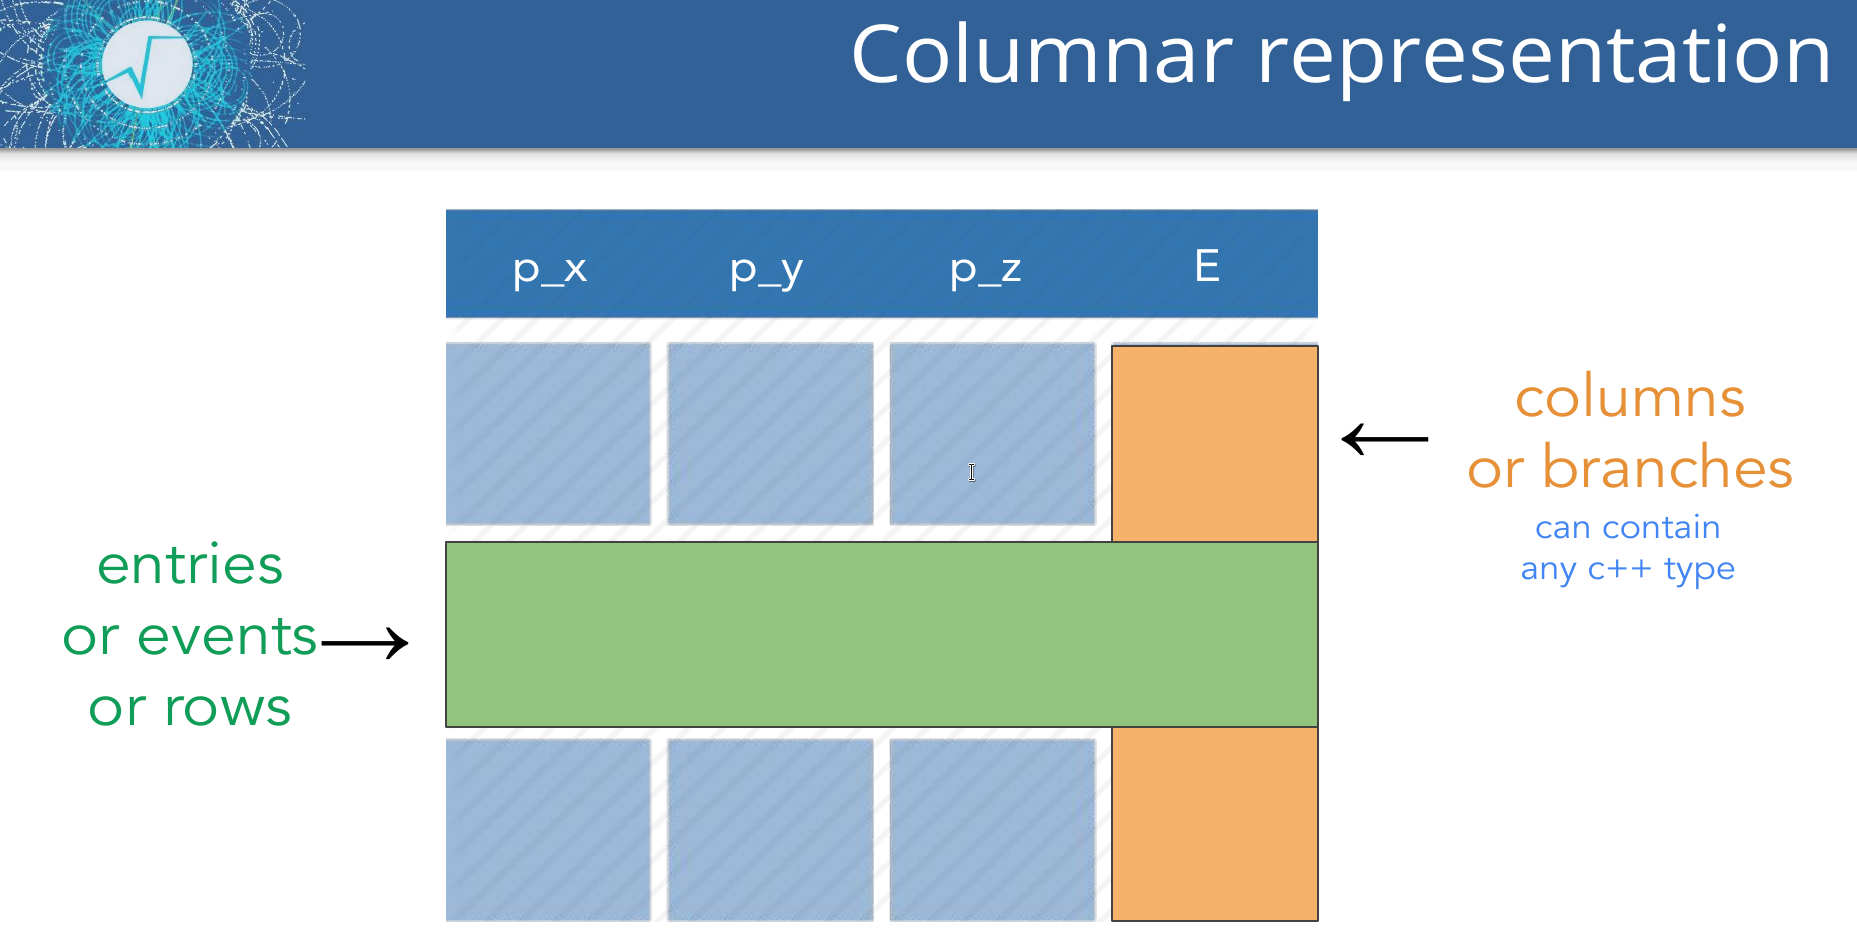 Columnar representation
p_x p_y p_z E
columns
or branches
can contain
any c++ type
entries
or events
or rows